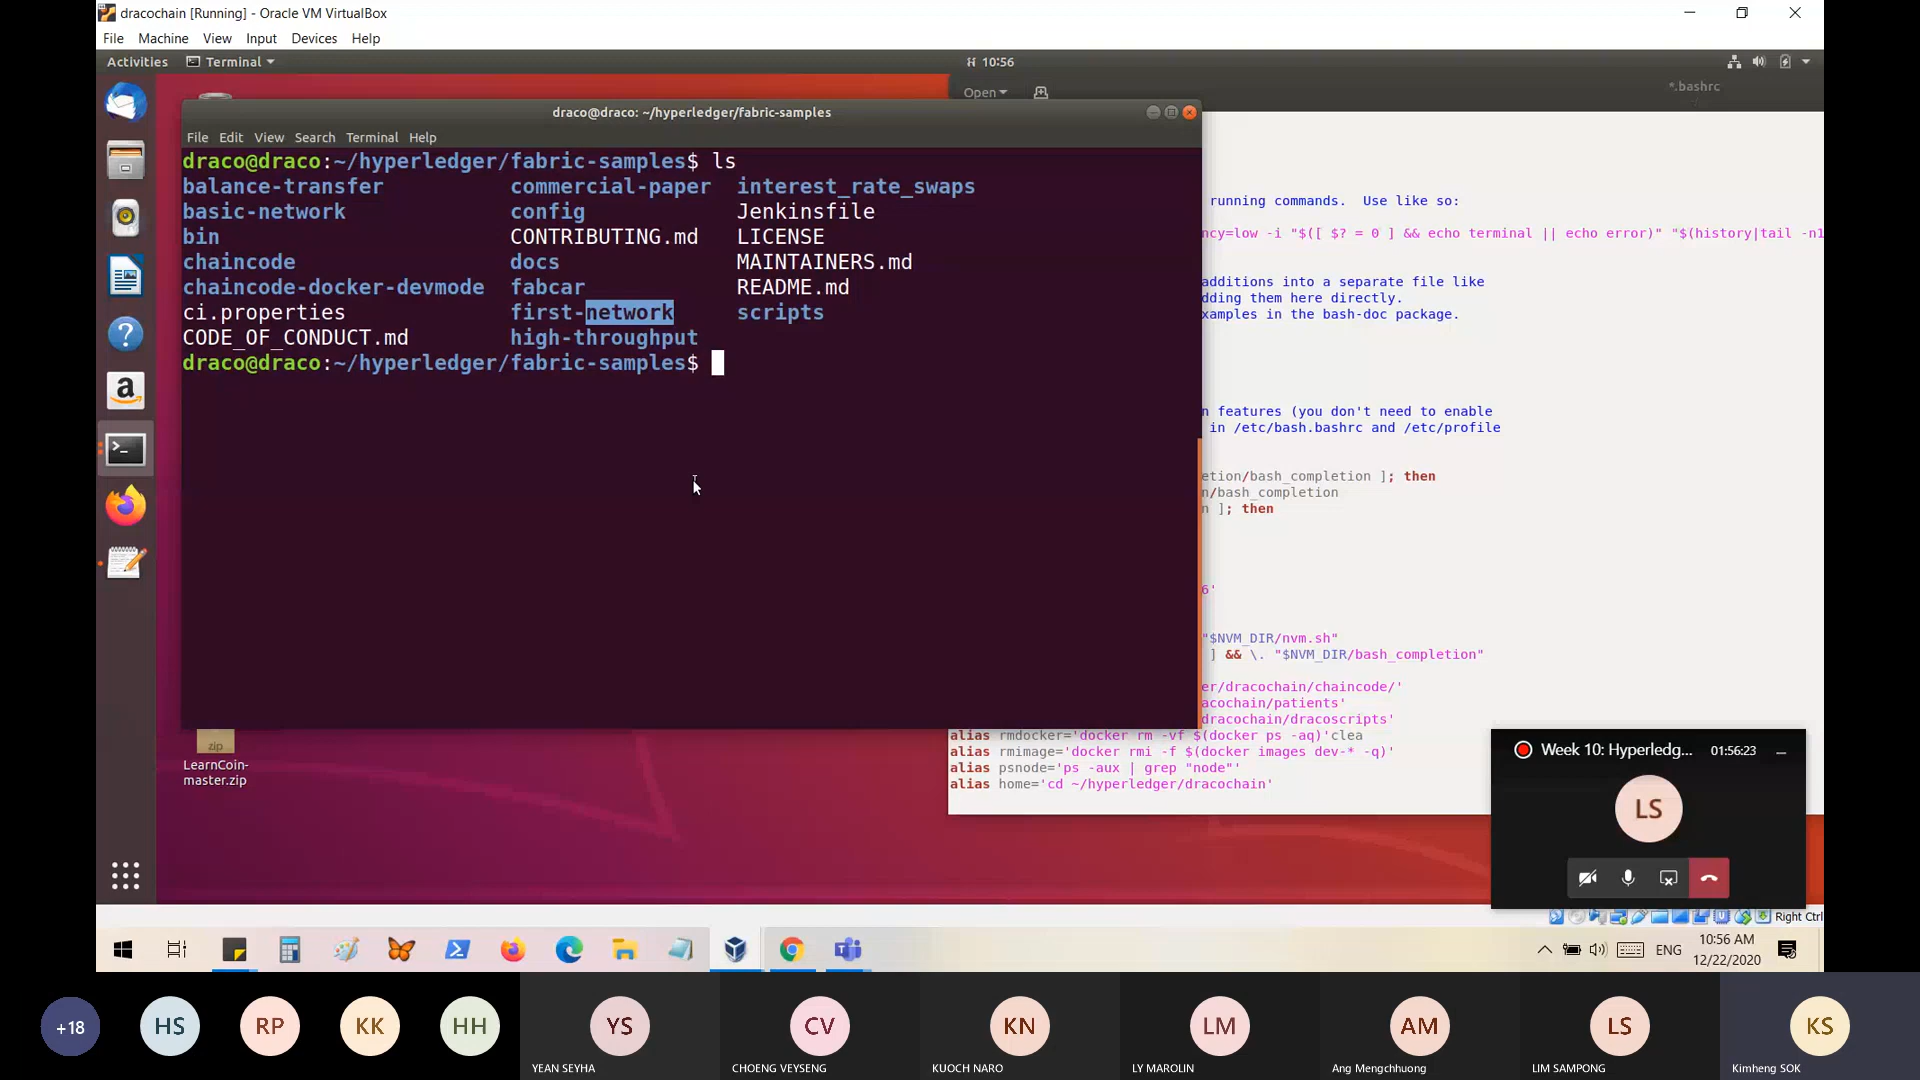 dracochain [Running] - Oracle VM VirtualBox
File Machine View Input Devices Help
Activities Terminal 10:56
Open *.bashrc
draco@draco: ~/hyperledger/fabric-samples
File Edit View Search Terminal Help
draco@draco:~/hyperledger/fabric-samples$ ls
balance-transfer commercial-paper interest_rate_swaps
basic-network config Jenkinsfile
bin CONTRIBUTING.md LICENSE
chaincode docs MAINTAINERS.md
chaincode-docker-devmode fabcar README.md
ci.properties first-network scripts
CODE_OF_CONDUCT.md high-throughput
draco@draco:~/hyperledger/fabric-samples$
running commands. Use like so:
ncy=low -i "$([ $? = 0 ] && echo terminal || echo error)" "$(history|tail -n1
additions into a separate file like
dding them here directly.
examples in the bash-doc package.
n features (you don't need to enable
in /etc/bash.bashrc and /etc/profile
etion/bash_completion ]; then
n/bash_completion
n ]; then
6'
"$NVM_DIR/nvm.sh"
] && \. "$NVM_DIR/bash_completion"
er/dracochain/chaincode/'
acochain/patients'
dracochain/dracoscripts'
alias rmdocker='docker rm -vf $(docker ps -aq)'clea
alias rmimage='docker rmi -f $(docker images dev-* -q)'
alias psnode='ps -aux | grep "node"'
alias home='cd ~/hyperledger/dracochain'
zip
LearnCoin-
master.zip
Week 10: Hyperledg... 01:56:23
LS
Right Ctrl
ENG
10:56 AM
12/22/2020
+18 HS RP KK HH YS CV KN LM AM LS KS
YEAN SEYHA CHOENG VEYSENG KUOCH NARO LY MAROLIN Ang Mengchhuong LIM SAMPONG Kimheng SOK